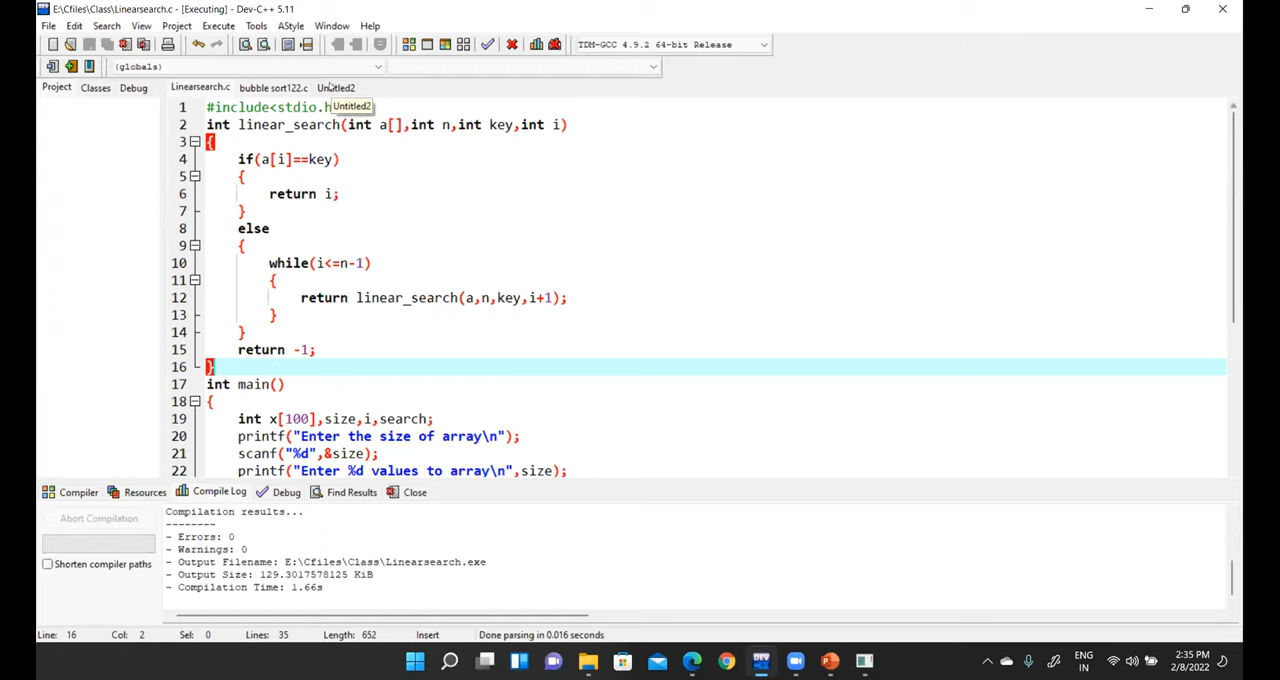 E:\Cfiles\Class\Linearsearch.c - [Executing] - Dev-C++ 5.11
File Edit Search View Project Execute Tools AStyle Window Help
TDM-GCC 4.9.2 64-bit Release
(globals)
Project Classes Debug Linearsearch.c bubble sort122.c Untitled2
Untitled2
1 #include<stdio.h
2 int linear_search(int a[],int n,int key,int i)
3 {
4 if(a[i]==key)
5 {
6 return i;
7 }
8 else
9 {
10 while(i<=n-1)
11 {
12 return linear_search(a,n,key,i+1);
13 }
14 }
15 return -1;
16 }
17 int main()
18 {
19 int x[100],size,i,search;
20 printf("Enter the size of array\n");
21 scanf("%d",&size);
22 printf("Enter %d values to array\n",size);
Compiler Resources Compile Log Debug Find Results Close
Abort Compilation
Shorten compiler paths
Compilation results...
--------
- Errors: 0
- Warnings: 0
- Output Filename: E:\Cfiles\Class\Linearsearch.exe
- Output Size: 129.3017578125 KiB
- Compilation Time: 1.66s
Line: 16 Col: 2 Sel: 0 Lines: 35 Length: 652 Insert Done parsing in 0.016 seconds
DEV
ENG
IN
2:35 PM
2/8/2022